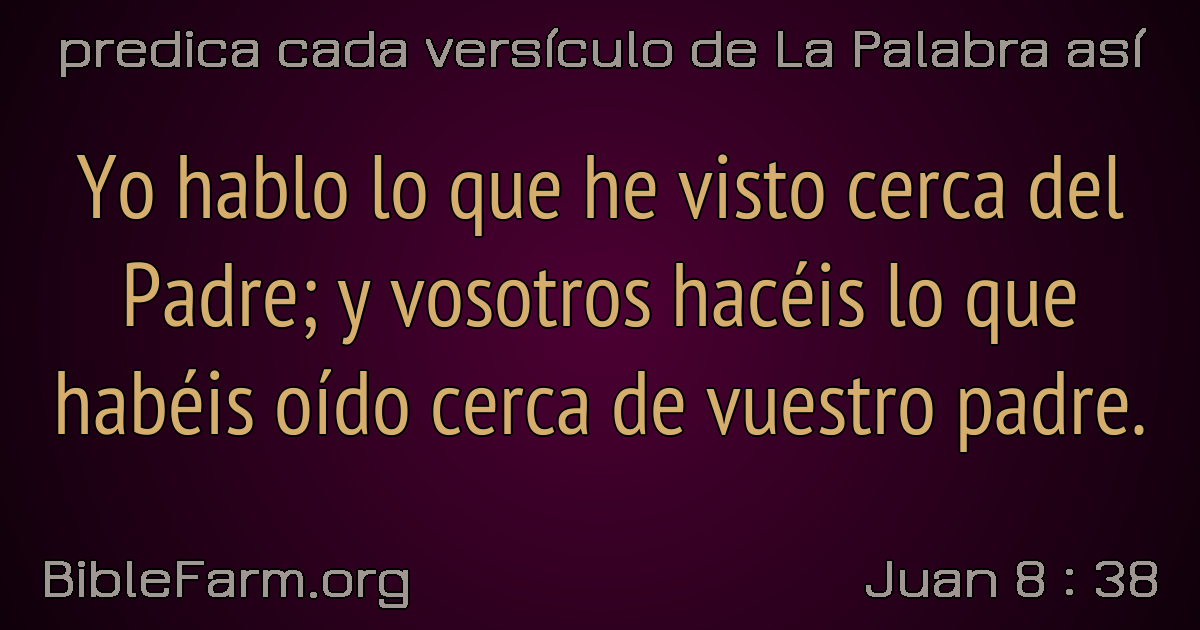 predica cada versículo de La Palabra así
Yo hablo lo que he visto cerca del
Padre; y vosotros hacéis lo que
habéis oído cerca de vuestro padre.
BibleFarm.org
Juan 8 : 38